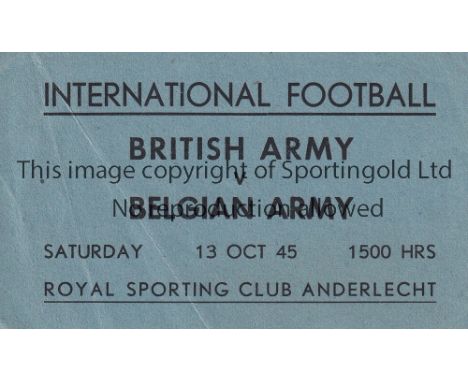 INTERNATIONAL FOOTBALL
BRITISH ARMY
This image copyright of Sportingold Ltd
V
BELGIAN ARMY
No reproduction allowed
SATURDAY 13 OCT 45 1500 HRS
ROYAL SPORTING CLUB ANDERLECHT